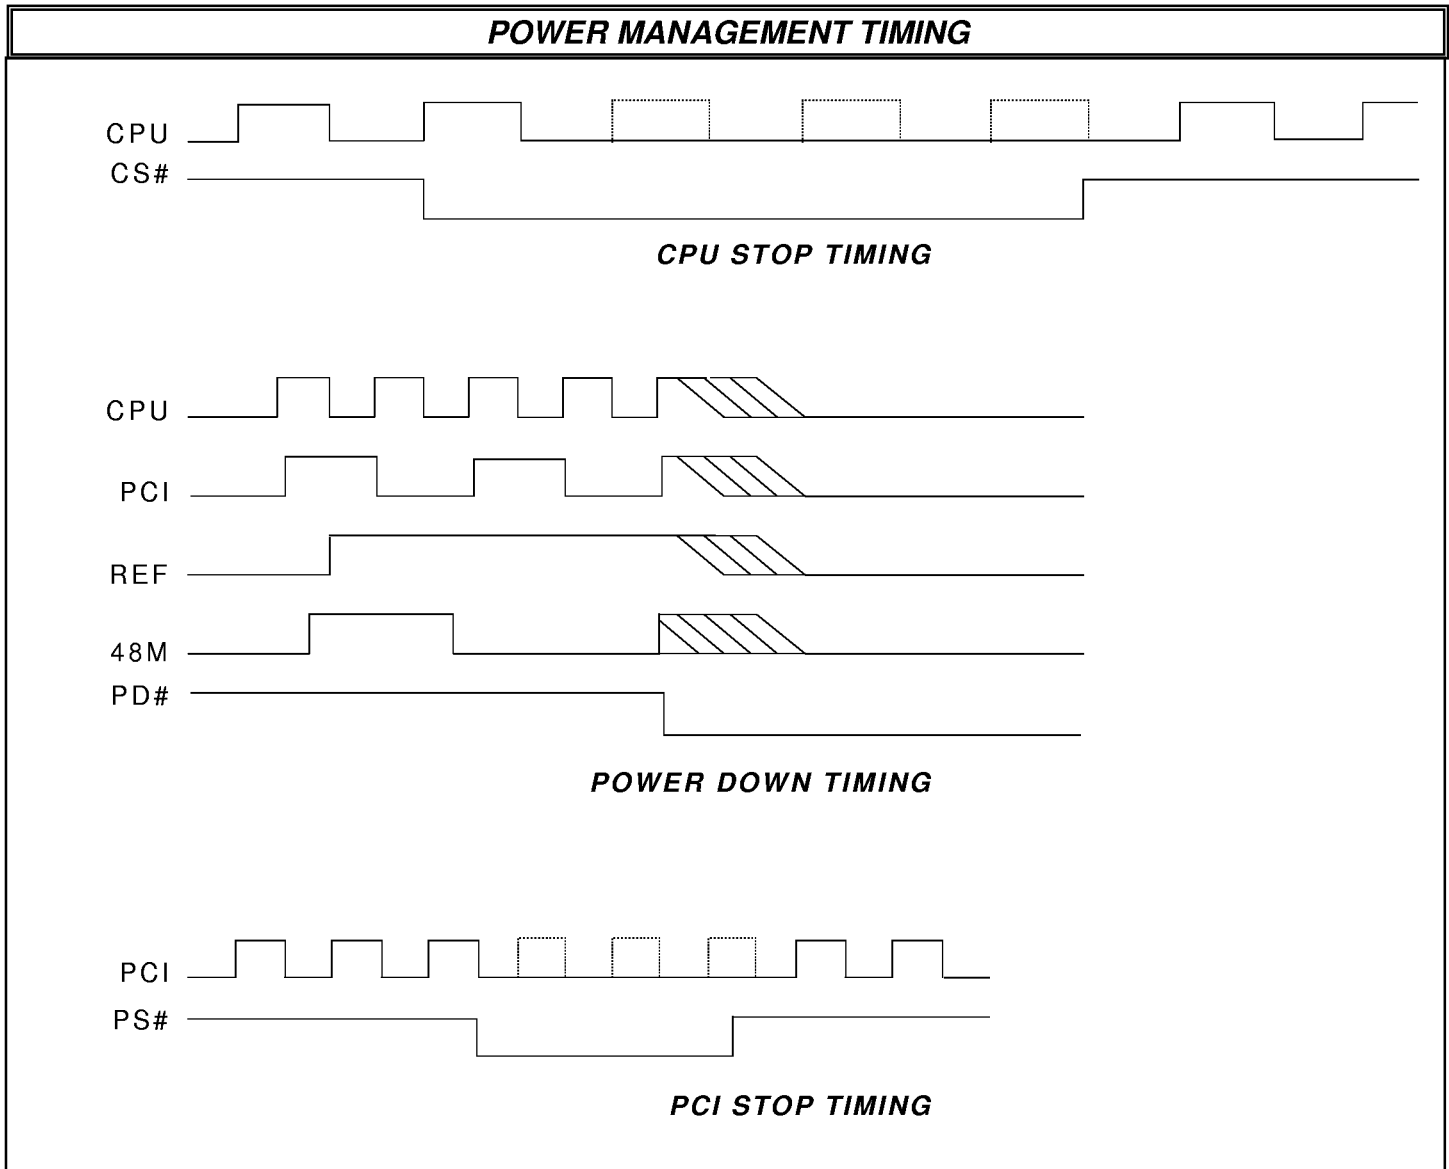 POWER MANAGEMENT TIMING
CPU
CS#
CPU STOP TIMING
CPU
PCI
REF
48M
PD#
POWER DOWN TIMING
PCI
PS#
PCI STOP TIMING